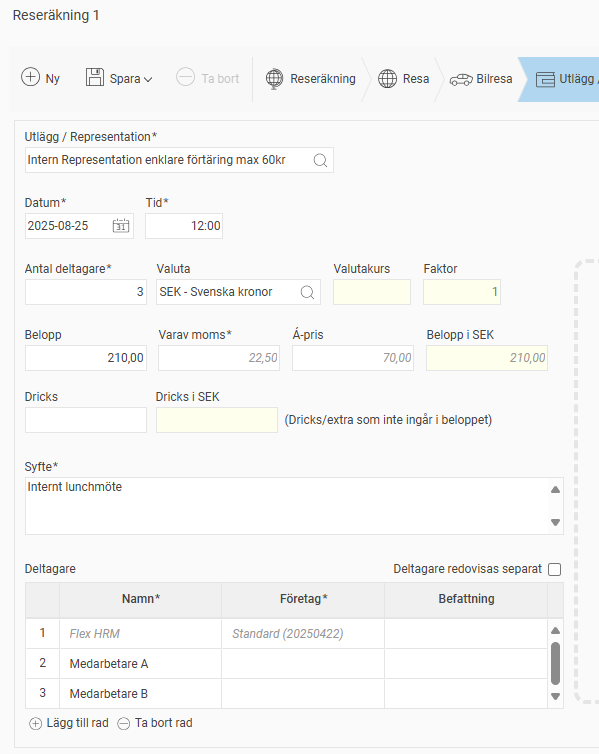 Reseräkning 1
Ny Spara Ta bort Reseräkning Resa Bilresa Utlägg /
Utlägg / Representation*
Intern Representation enklare förtäring max 60kr
Datum* Tid*
2025-08-25 31 12:00
Antal deltagare* Valuta Valutakurs Faktor
3 SEK - Svenska kronor 1
Belopp Varav moms* Á-pris Belopp i SEK
210,00 22,50 70,00 210,00
Dricks Dricks i SEK
(Dricks/extra som inte ingår i beloppet)
Syfte*
Internt lunchmöte
Deltagare Deltagare redovisas separat
Namn* Företag* Befattning
1 Flex HRM Standard (20250422)
2 Medarbetare A
3 Medarbetare B
Lägg till rad Ta bort rad